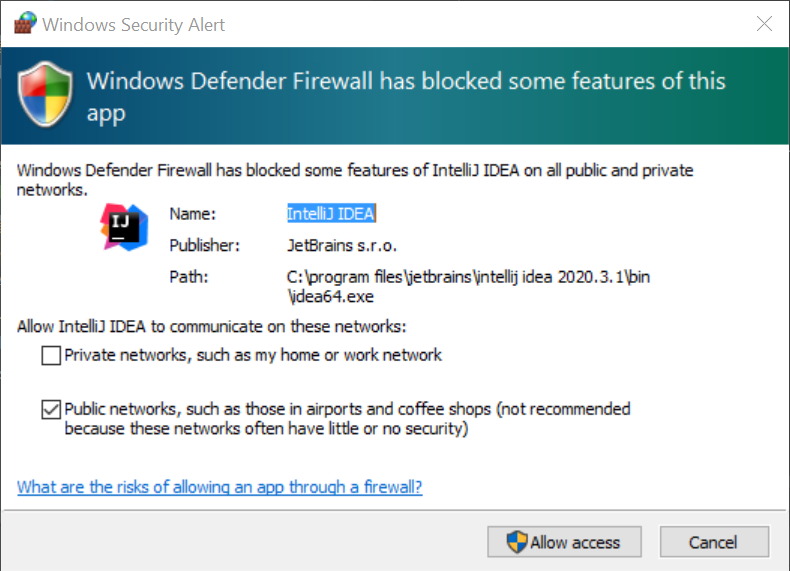 Windows Security Alert
Windows Defender Firewall has blocked some features of this
app
Windows Defender Firewall has blocked some features of IntelliJ IDEA on all public and private
networks.
IJ
Name: IntelliJ IDEA
Publisher: JetBrains s.r.o.
Path: C:\program files\jetbrains\intellij idea 2020.3.1\bin
\idea64.exe
Allow IntelliJ IDEA to communicate on these networks:
Private networks, such as my home or work network
Public networks, such as those in airports and coffee shops (not recommended
because these networks often have little or no security)
What are the risks of allowing an app through a firewall?
Allow access Cancel